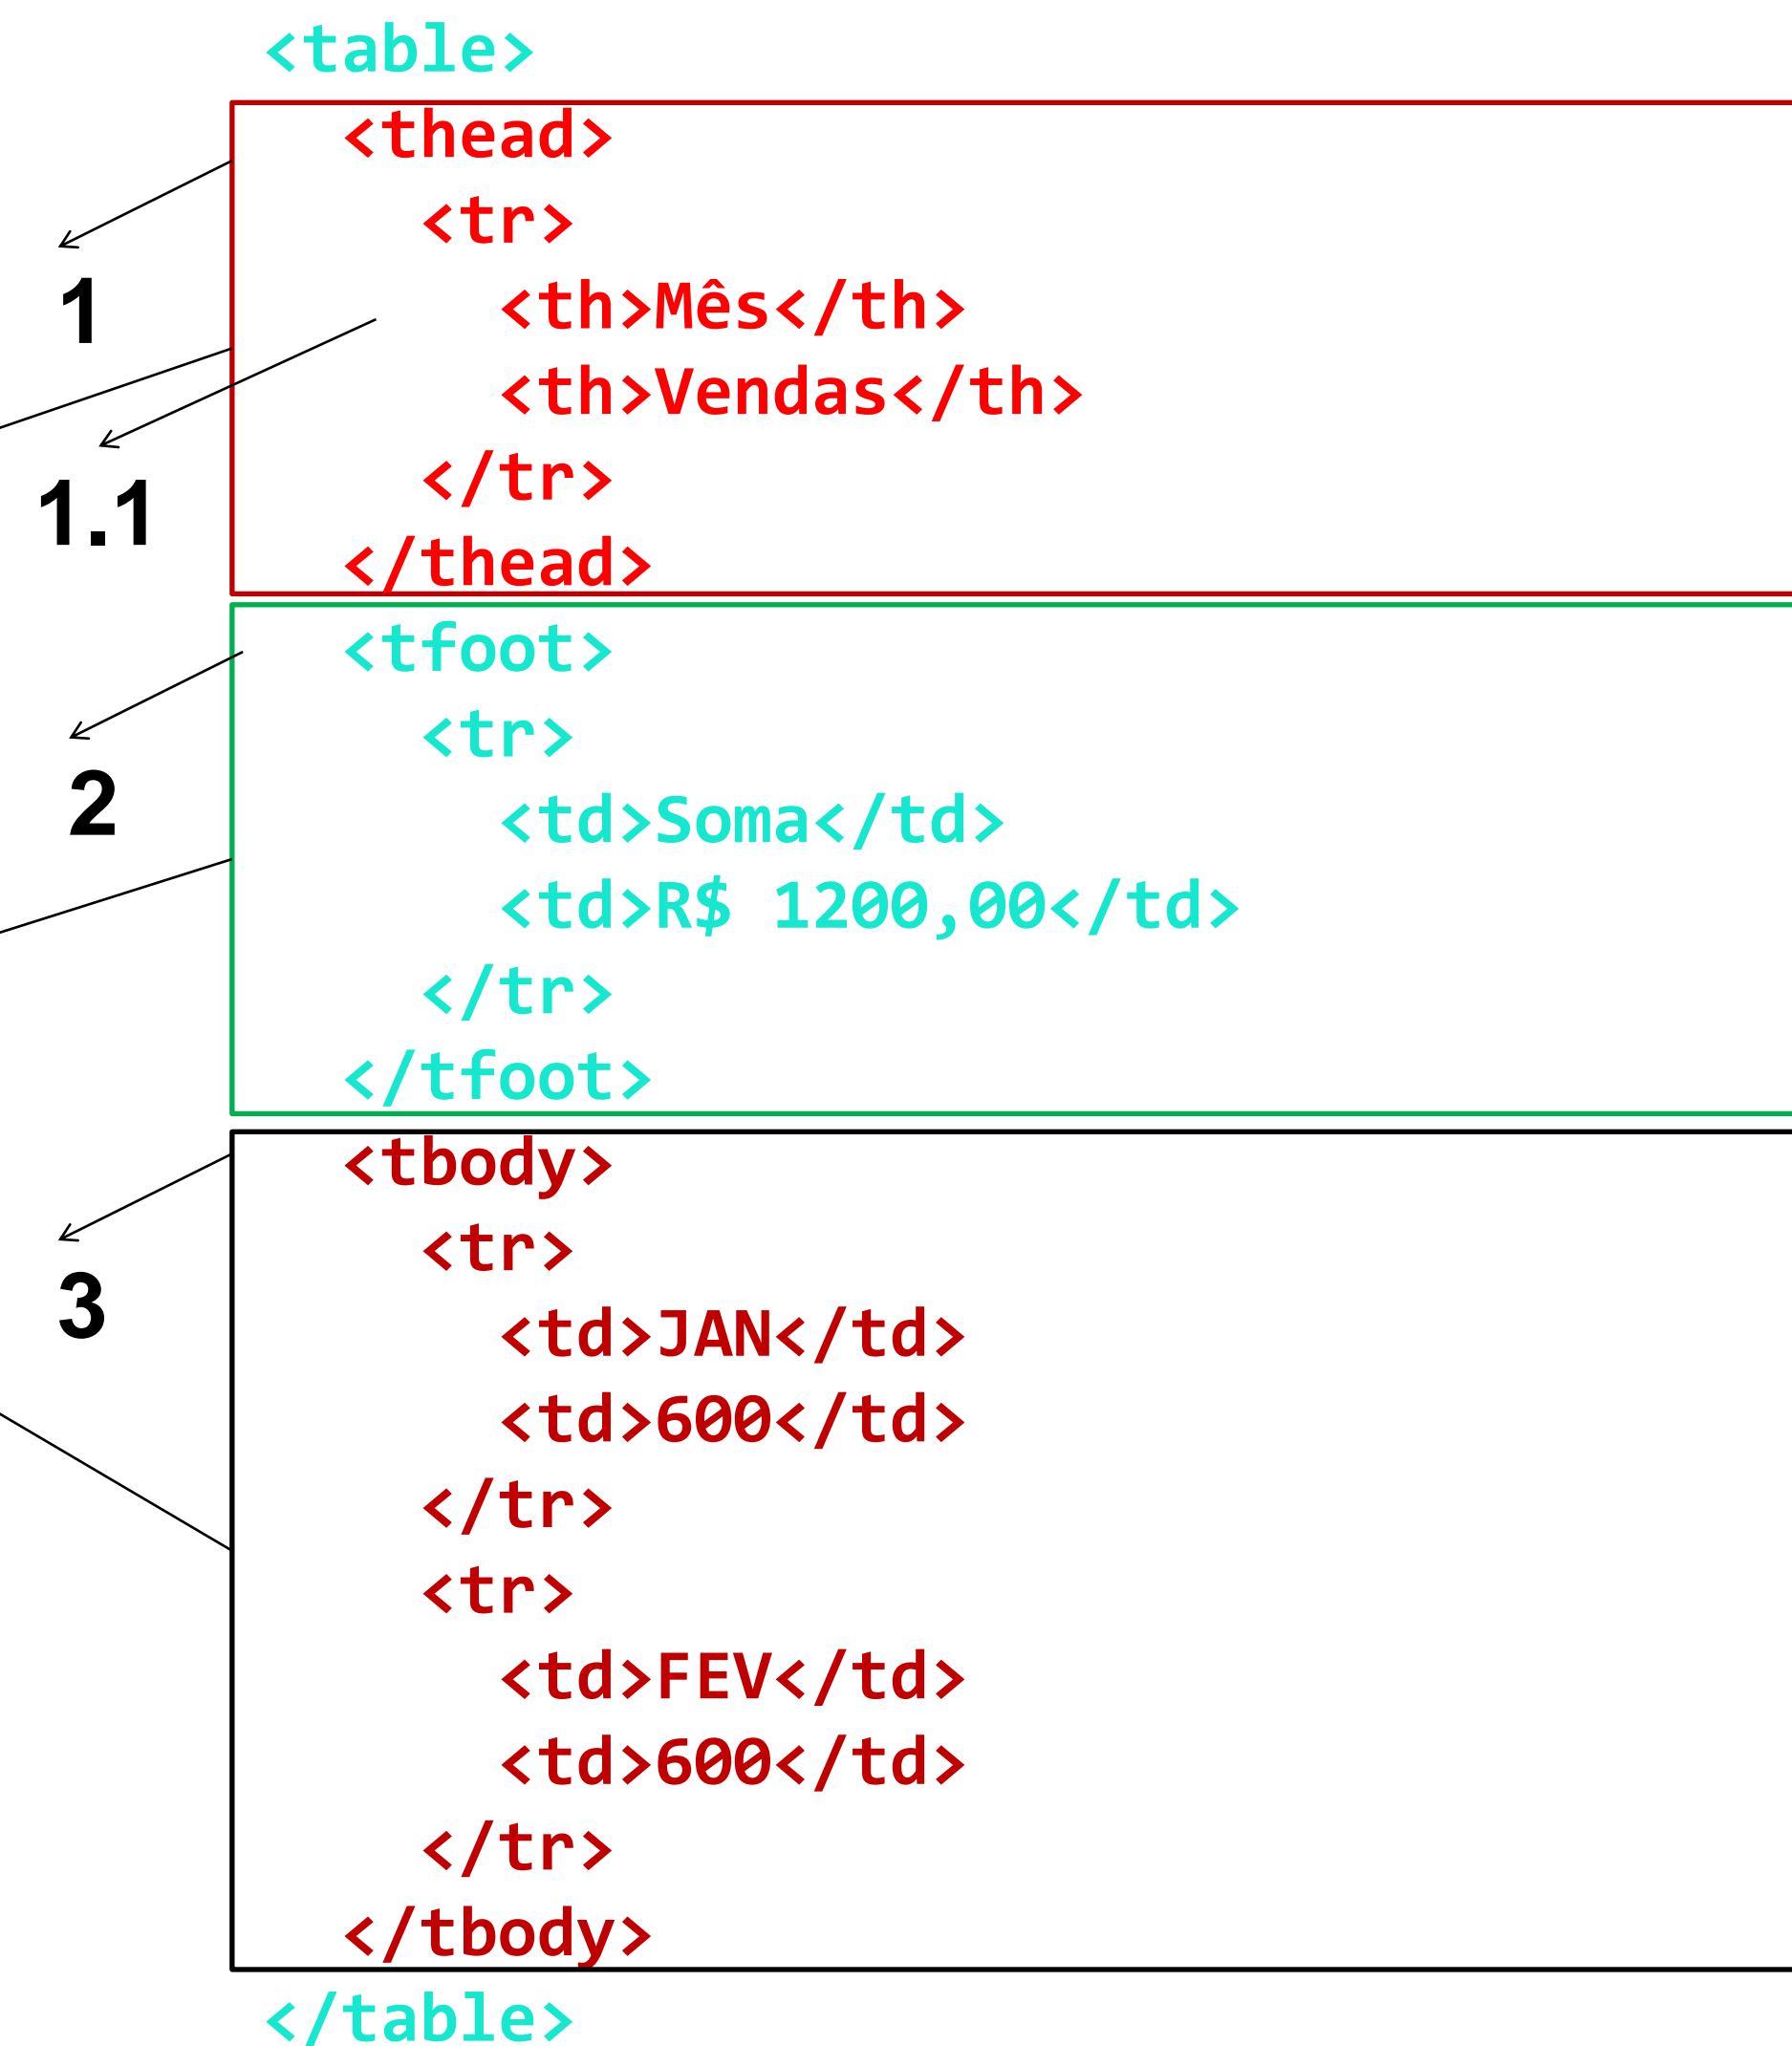 <table>
<thead>
<tr>
<th>Mês</th>
1
<th>Vendas</th>
</tr>
1.1
</thead>
<tfoot>
<tr>
2
<td>Soma</td>
<td>R$ 1200,00</td>
</tr>
</tfoot>
<tbody>
<tr>
3
<td>JAN</td>
<td>600</td>
</tr>
<tr>
<td>FEV</td>
<td>600</td>
</tr>
</tbody>
</table>